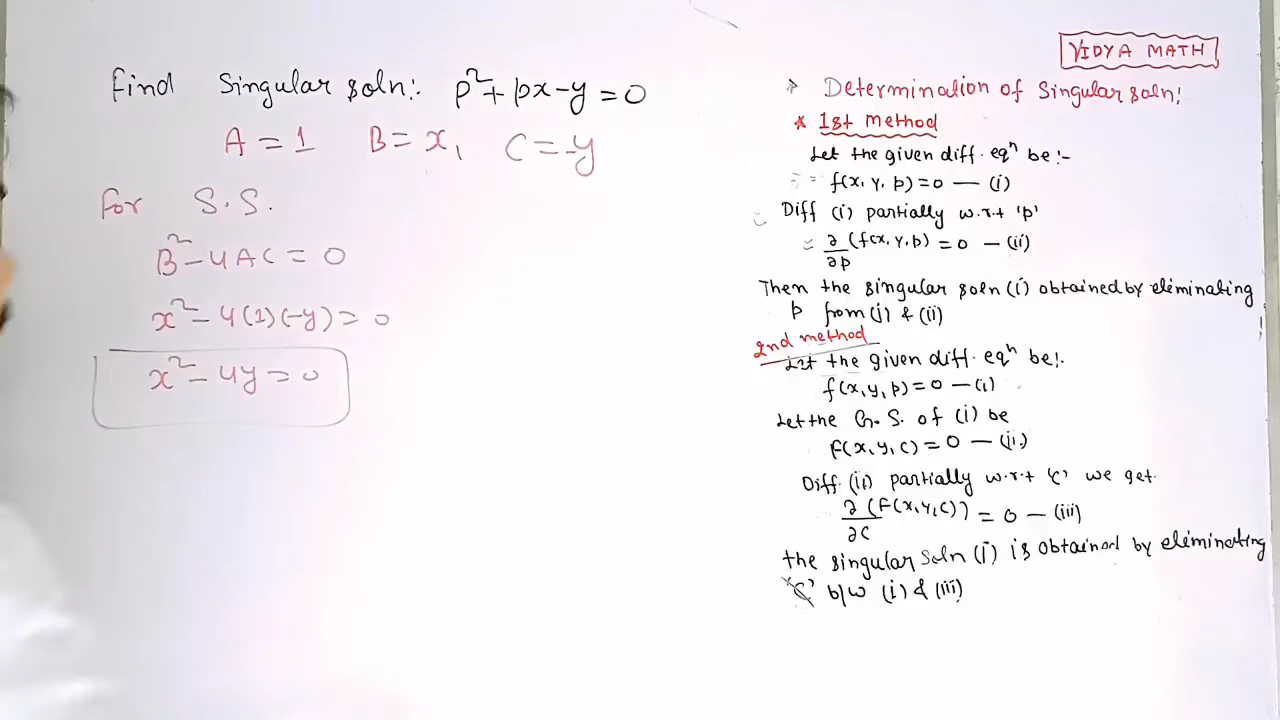 Find Singular soln: p²+px-y=0
A=1 B=x, C=-y
for S.S.
B²-4AC=0
x²-4(1)(-y)=0
x²-4y=0
VIDYA MATH
Determination of Singular soln:
* 1st method
Let the given diff. eqⁿ be:-
f(x, y, p)=0 — (i)
Diff (i) partially w.r.t 'p'
∂/∂p (f(x, y, p) = 0 — (ii)
Then the singular soln (i) obtained by eliminating
p from (i) & (ii)
2nd method
Let the given diff. eqⁿ be:-
f(x,y,p)=0 — (i)
Let the G.S. of (i) be
F(x,y,c)=0 — (ii)
Diff. (ii) partially w.r.t 'c' we get.
∂/∂c (F(x,y,c)) = 0 — (iii)
the singular soln (i) is obtained by eliminating
'c' b/w (i) & (iii)